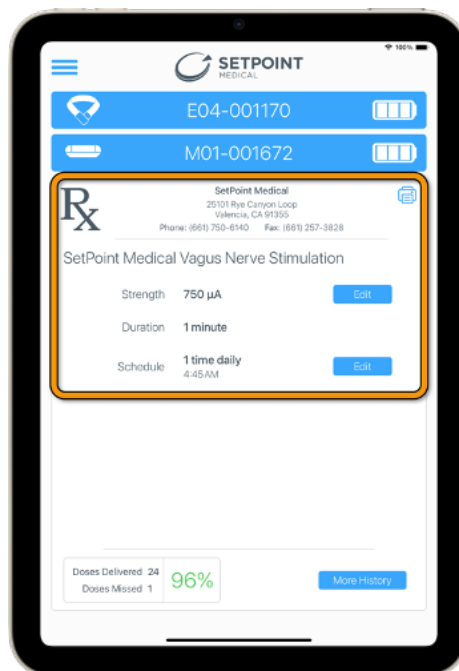 100%
SETPOINT
MEDICAL
E04-001170
M01-001672
Rx
SetPoint Medical
25101 Rye Canyon Loop
Valencia, CA 91355
Phone: (661) 750-6140 Fax: (661) 257-3828
SetPoint Medical Vagus Nerve Stimulation
Strength 750 µA Edit
Duration 1 minute
Schedule 1 time daily Edit
4:45AM
Doses Delivered 24
Doses Missed 1
96%
More History